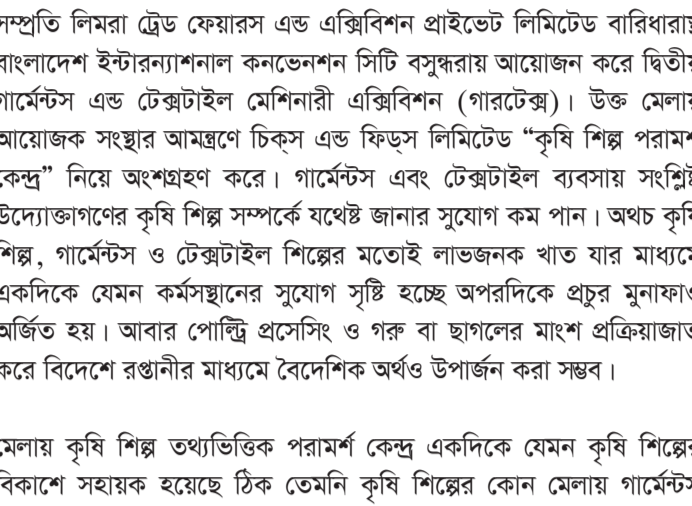 সম্প্রতি লিমরা ট্রেড ফেয়ারস এন্ড এক্সিবিশন প্রাইভেট লিমিটেড বারিধারাস্থ
বাংলাদেশ ইন্টারন্যাশনাল কনভেনশন সিটি বসুন্ধরায় আয়োজন করে দ্বিতীয়
গার্মেন্টস এন্ড টেক্সটাইল মেশিনারী এক্সিবিশন (গারটেক্স)। উক্ত মেলায়
আয়োজক সংস্থার আমন্ত্রণে চিক্‌স এন্ড ফিড্‌স লিমিটেড “কৃষি শিল্প পরামর্শ
কেন্দ্র” নিয়ে অংশগ্রহণ করে। গার্মেন্টস এবং টেক্সটাইল ব্যবসায় সংশ্লিষ্ট
উদ্যোক্তাগণের কৃষি শিল্প সম্পর্কে যথেষ্ট জানার সুযোগ কম পান। অথচ কৃষি
শিল্প, গার্মেন্টস ও টেক্সটাইল শিল্পের মতোই লাভজনক খাত যার মাধ্যমে
একদিকে যেমন কর্মসংস্থানের সুযোগ সৃষ্টি হচ্ছে অপরদিকে প্রচুর মুনাফাও
অর্জিত হয়। আবার পোল্ট্রি প্রসেসিং ও গরু বা ছাগলের মাংশ প্রক্রিয়াজাত
করে বিদেশে রপ্তানীর মাধ্যমে বৈদেশিক অর্থও উপার্জন করা সম্ভব।
মেলায় কৃষি শিল্প তথ্যভিত্তিক পরামর্শ কেন্দ্র একদিকে যেমন কৃষি শিল্পের
বিকাশে সহায়ক হয়েছে ঠিক তেমনি কৃষি শিল্পের কোন মেলায় গার্মেন্টস